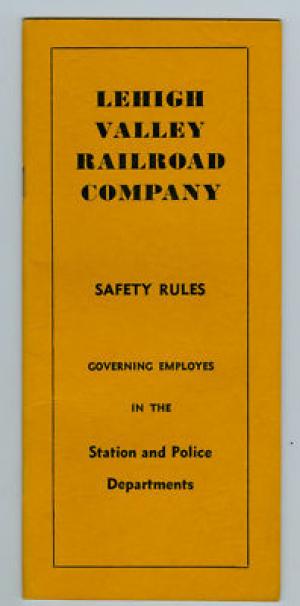 LEHIGH
VALLEY
RAILROAD
COMPANY
SAFETY RULES
GOVERNING EMPLOYES
IN THE
Station and Police
Departments